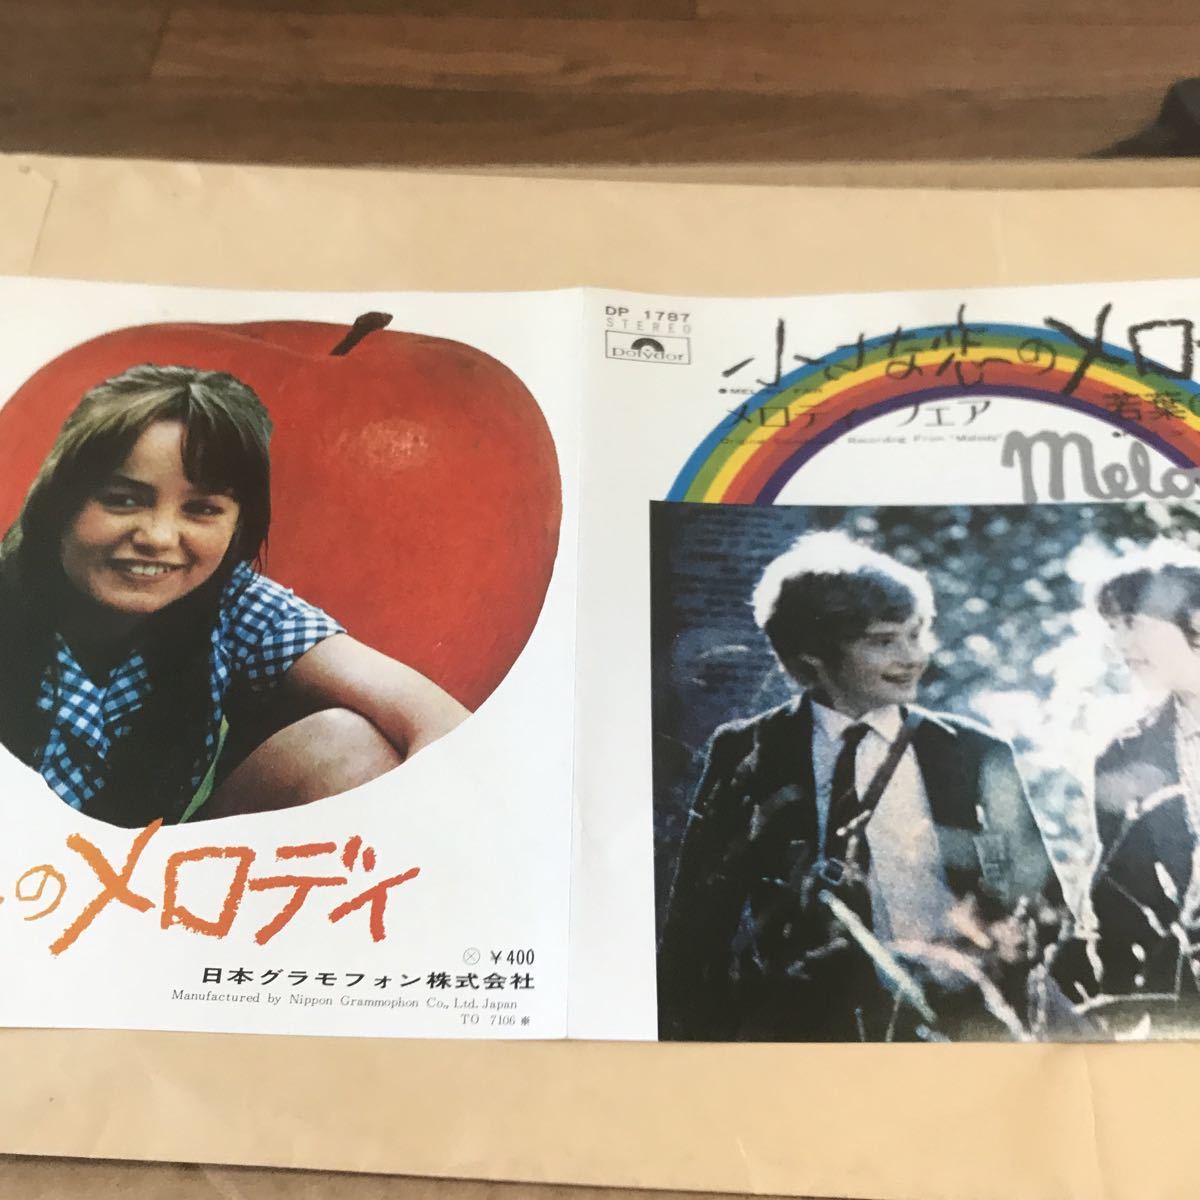 のメロディ
¥400
日本グラモフォン株式会社
Manufactured by Nippon Grammophon Co., Ltd. Japan
TO 7106 ※
DP 1787
STEREO
Polydor
小さな恋のメロ
メロディ・フェア
若葉
Recording From "Melody"
Melo